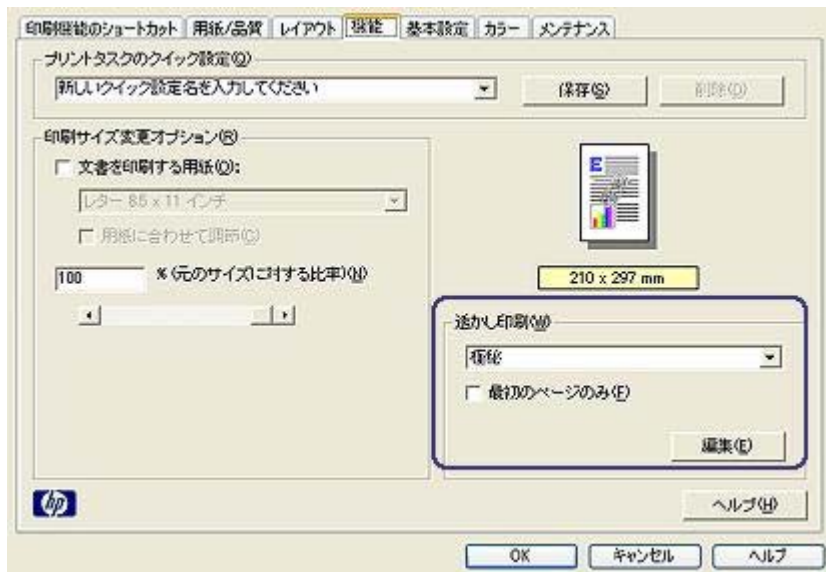 印刷機能のショートカット 用紙/品質 レイアウト 機能 基本設定 カラー メンテナンス
プリントタスクのクイック設定(Q)
新しいクイック設定名を入力してください 保存(S) 削除(D)
印刷サイズ変更オプション(R)
文書を印刷する用紙(O):
レター 8.5 x 11 インチ
用紙に合わせて調節(C)
100 % (元のサイズに対する比率)(N)
E
210 x 297 mm
透かし印刷(W)
極秘
最初のページのみ(F)
編集(E)
hp
ヘルプ(H)
OK キャンセル ヘルプ